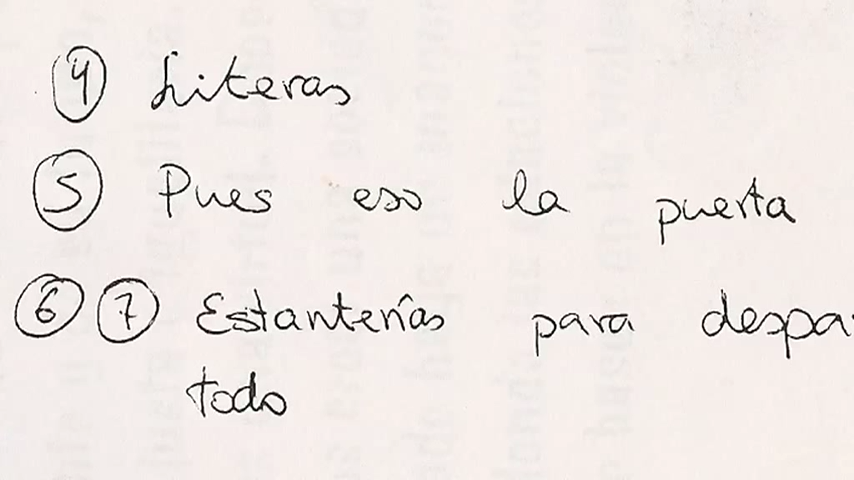 ④ Literas
⑤ Pues eso la puerta
⑥ ⑦ Estanterías para despa
todo